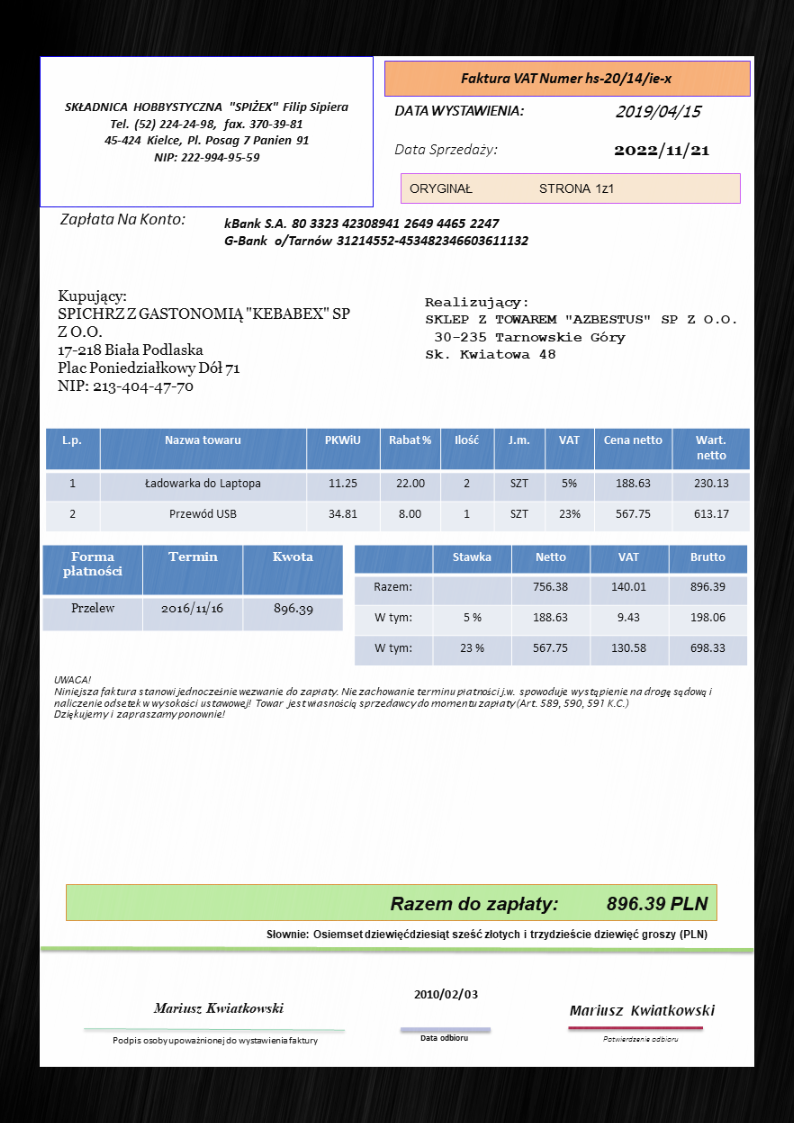 SKŁADNICA HOBBYSTYCZNA "SPIŻEX" Filip Sipiera
Tel. (52) 224-24-98, fax. 370-39-81
45-424 Kielce, Pl. Posag 7 Panien 91
NIP: 222-994-95-59
Faktura VAT Numer hs-20/14/ie-x
DATA WYSTAWIENIA: 2019/04/15
Data Sprzedaży: 2022/11/21
ORYGINAŁ STRONA 1z1
Zapłata Na Konto:
kBank S.A. 80 3323 42308941 2649 4465 2247
G-Bank o/Tarnów 31214552-453482346603611132
Kupujący:
SPICHRZ Z GASTONOMIĄ "KEBABEX" SP
Z O.O.
17-218 Biała Podlaska
Plac Poniedziałkowy Dół 71
NIP: 213-404-47-70
Realizujący:
SKLEP Z TOWAREM "AZBESTUS" SP Z O.O.
30-235 Tarnowskie Góry
Sk. Kwiatowa 48
L.p. Nazwa towaru PKWiU Rabat % Ilość J.m. VAT Cena netto Wart. netto
1 Ładowarka do Laptopa 11.25 22.00 2 SZT 5% 188.63 230.13
2 Przewód USB 34.81 8.00 1 SZT 23% 567.75 613.17
Forma płatności Termin Kwota
Przelew 2016/11/16 896.39
Stawka Netto VAT Brutto
Razem: 756.38 140.01 896.39
W tym: 5 % 188.63 9.43 198.06
W tym: 23 % 567.75 130.58 698.33
UWAGA!
Niniejsza faktura stanowi jednocześnie wezwanie do zapłaty. Nie zachowanie terminu płatności j.w. spowoduje wystąpienie na drogę sądową i
naliczenie odsetek w wysokości ustawowej! Towar jest własnością sprzedawcy do momentu zapłaty (Art. 589, 590, 591 K.C.)
Dziękujemy i zapraszamy ponownie!
Razem do zapłaty: 896.39 PLN
Słownie: Osiemset dziewięćdziesiąt sześć złotych i trzydzieście dziewięć groszy (PLN)
Mariusz Kwiatkowski
Podpis osoby upoważnionej do wystawienia faktury
2010/02/03
Data odbioru
Mariusz Kwiatkowski
Potwierdzenie odbioru